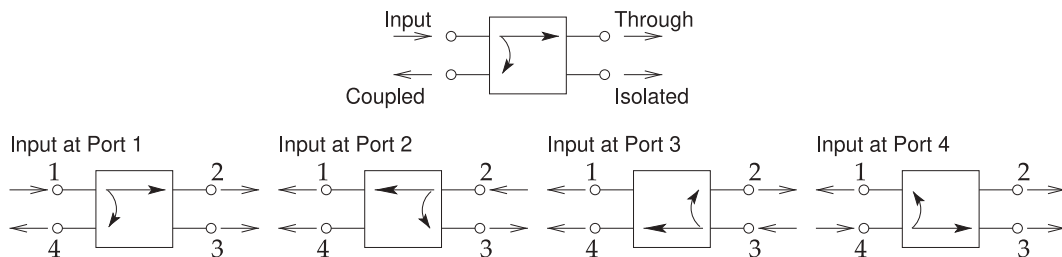 Input Through
Coupled Isolated
Input at Port 1 Input at Port 2 Input at Port 3 Input at Port 4
1 2 1 2 1 2 1 2
4 3 4 3 4 3 4 3